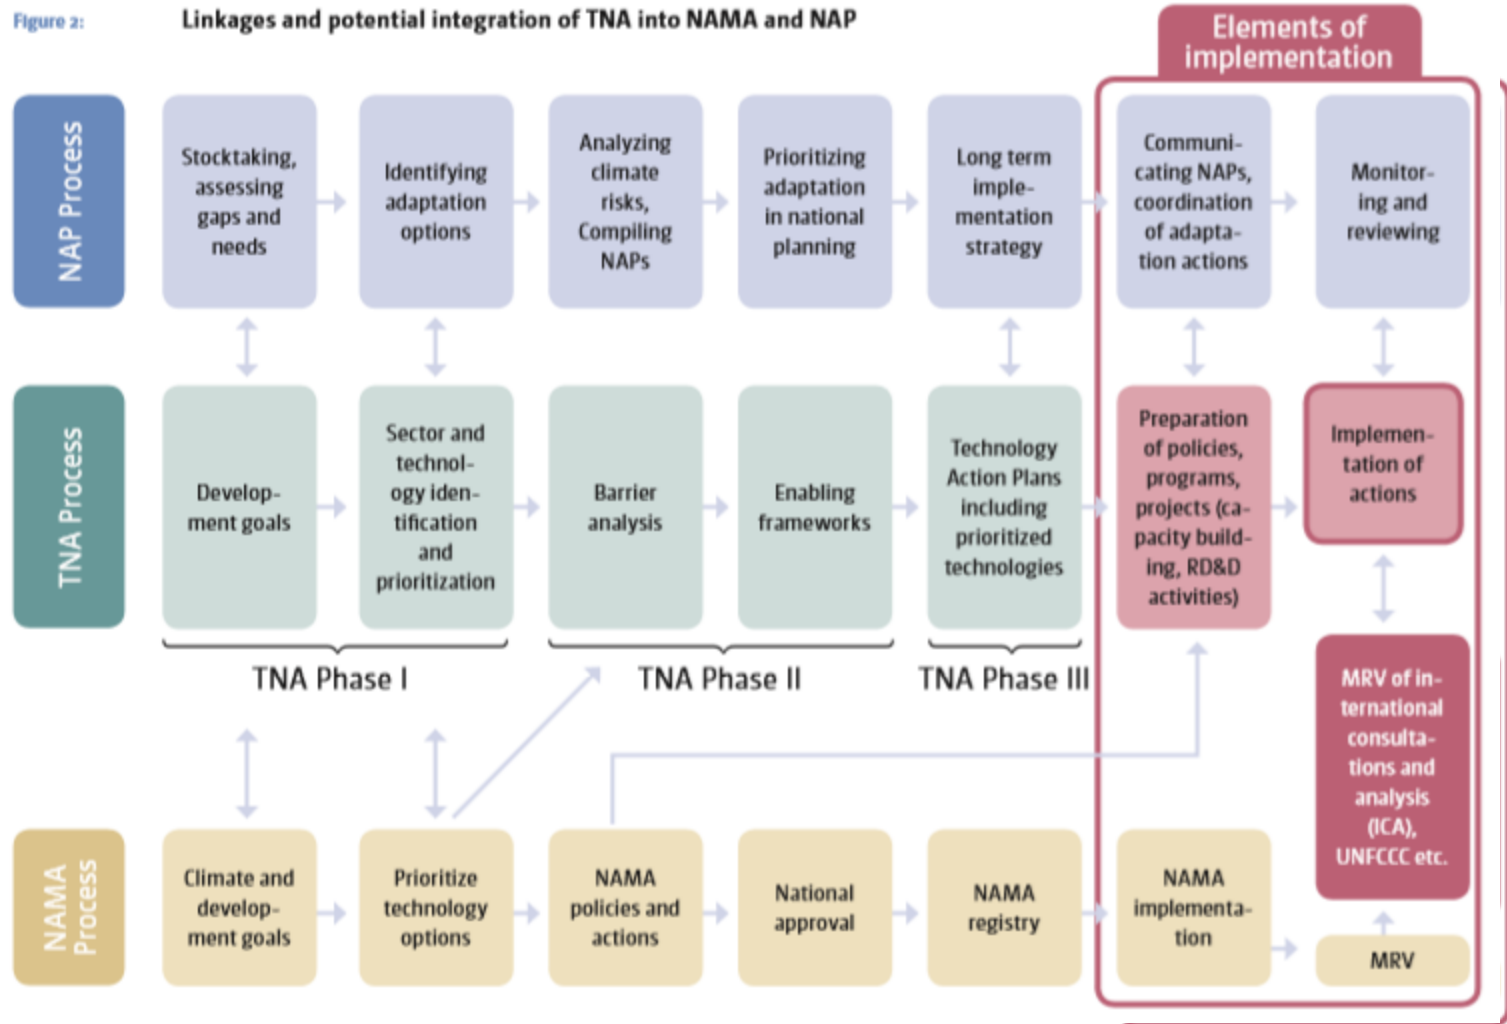 Figure 2:
Linkages and potential integration of TNA into NAMA and NAP
Elements of
implementation
NAP Process
Stocktaking,
assessing
gaps and
needs
Identifying
adaptation
options
Analyzing
climate
risks,
Compiling
NAPs
Prioritizing
adaptation
in national
planning
Long term
imple-
mentation
strategy
Communi-
cating NAPs,
coordination
of adapta-
tion actions
Monitor-
ing and
reviewing
TNA Process
Develop-
ment goals
Sector and
technol-
ogy iden-
tification
and
prioritization
Barrier
analysis
Enabling
frameworks
Technology
Action Plans
including
prioritized
technologies
Preparation
of policies,
programs,
projects (ca-
pacity build-
ing, RD&D
activities)
Implemen-
tation of
actions
TNA Phase I
TNA Phase II
TNA Phase III
MRV of in-
ternational
consulta-
tions and
analysis
(ICA),
UNFCCC etc.
NAMA
Process
Climate and
develop-
ment goals
Prioritize
technology
options
NAMA
policies and
actions
National
approval
NAMA
registry
NAMA
implementa-
tion
MRV